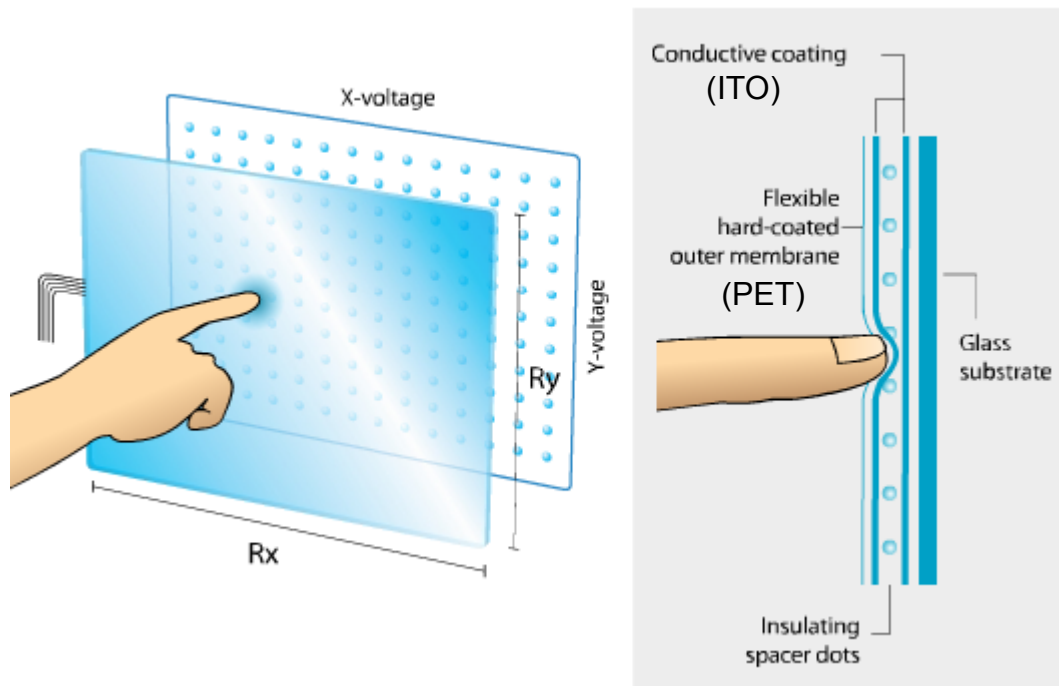 X-voltage
Y-voltage
Ry
Rx
Conductive coating
(ITO)
Flexible
hard-coated
outer membrane
(PET)
Glass
substrate
Insulating
spacer dots